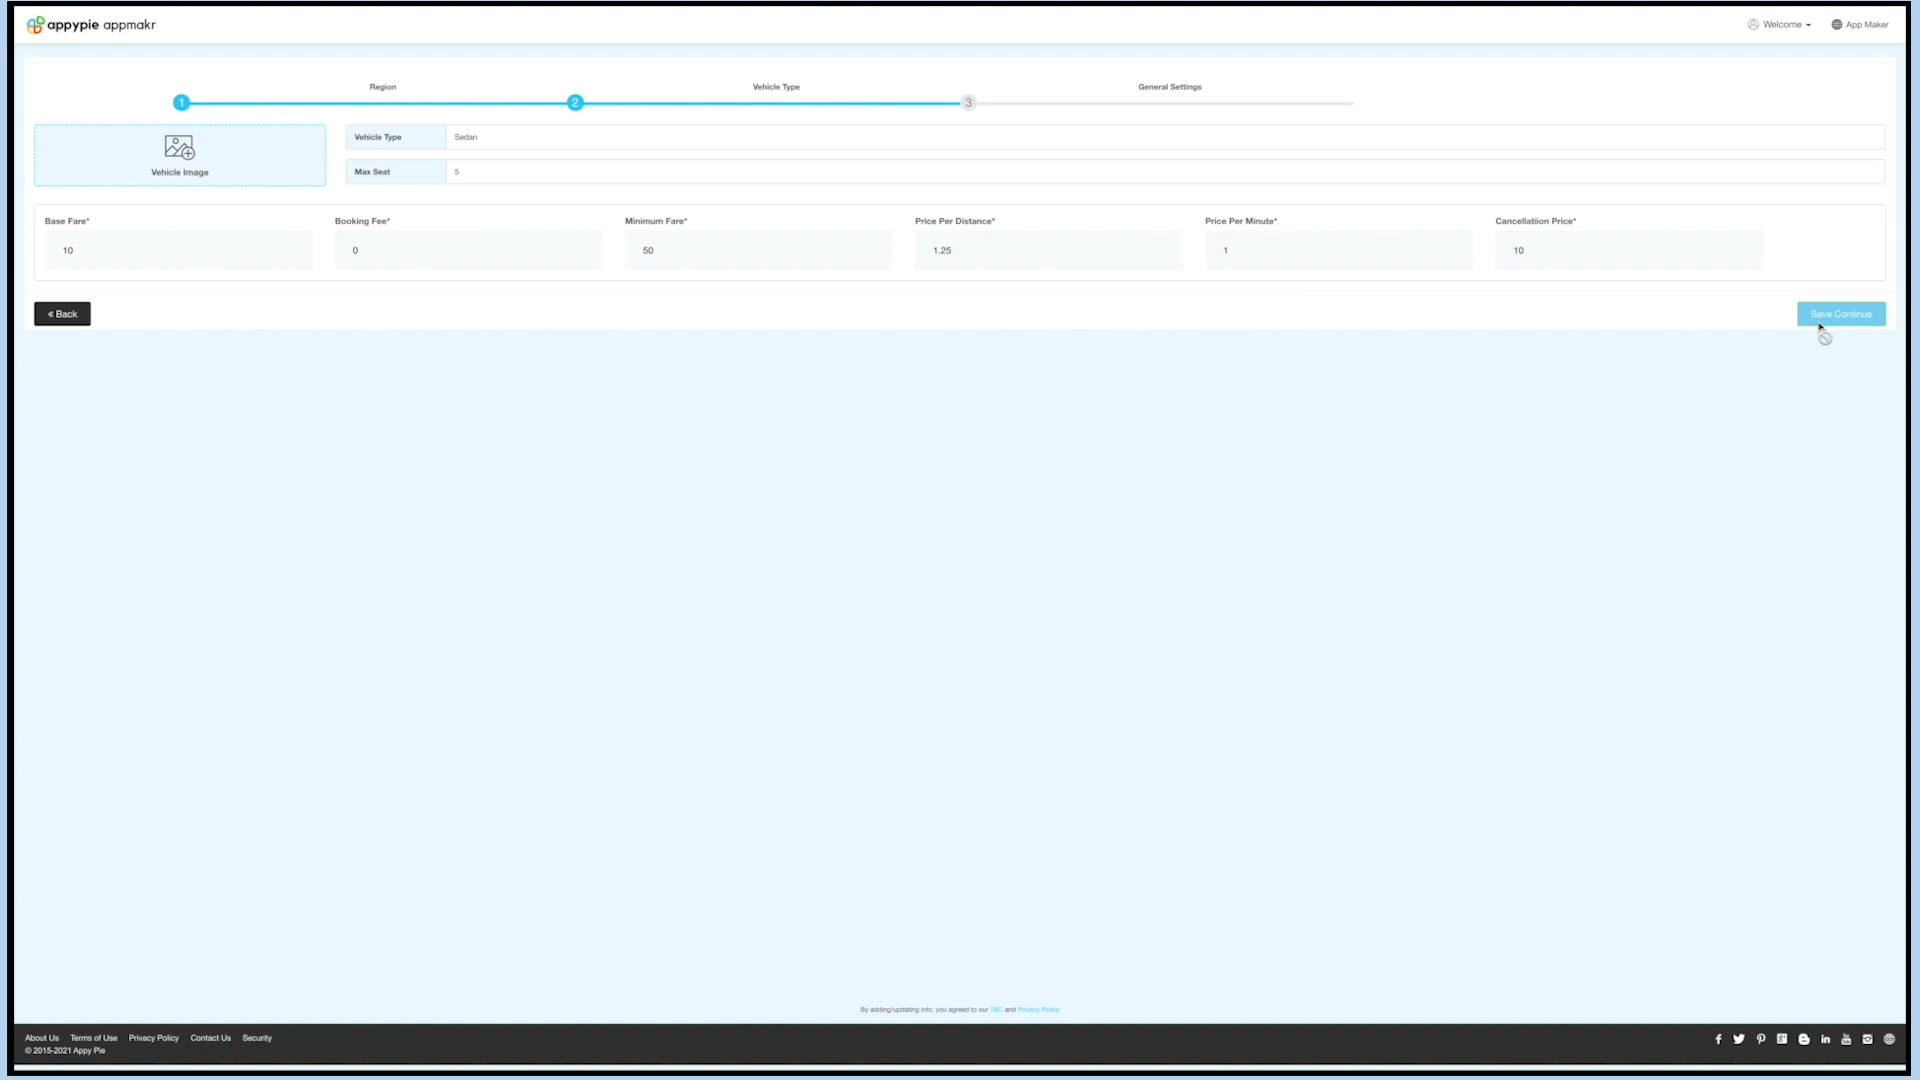 appypie appmakr
Welcome
App Maker
Region
Vehicle Type
General Settings
1
2
3
Vehicle Image
Vehicle Type
Sedan
Max Seat
5
Base Fare*
Booking Fee*
Minimum Fare*
Price Per Distance*
Price Per Minute*
Cancellatiion Price*
10
0
50
1.25
1
10
« Back
Save Continue
By adding/updating info, you agreed to our T&C and Privacy Policy
About Us Terms of Use Privacy Policy Contact Us Security
© 2015-2021 Appy Pie